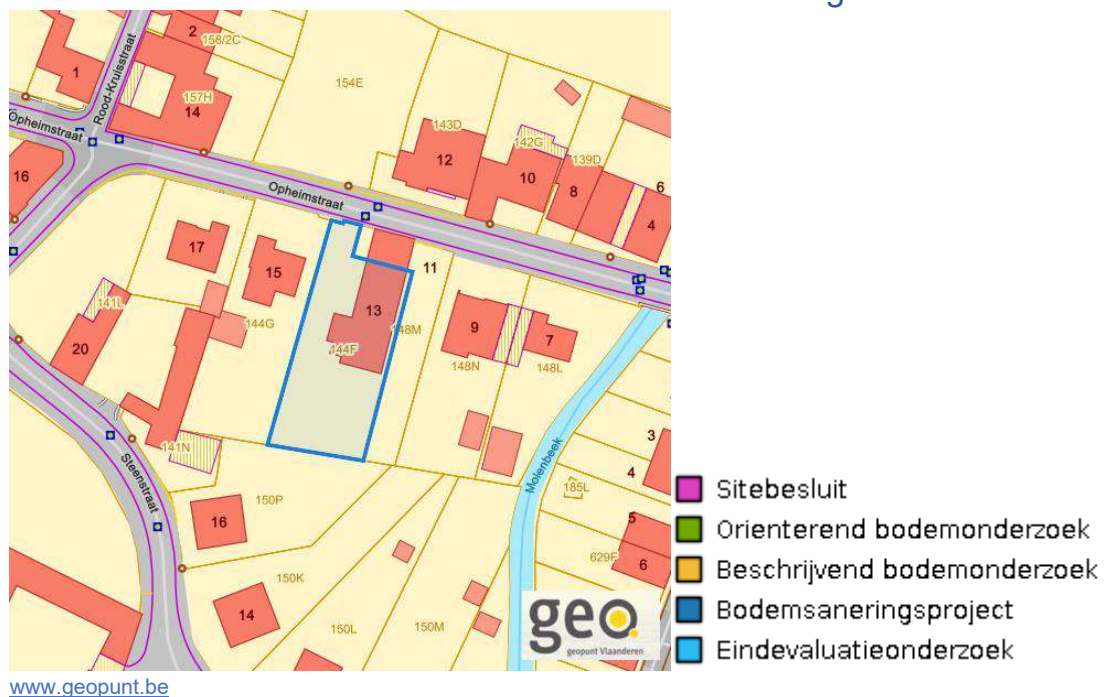 g
2
158/2C
1
Rood-Kruisstraat
154E
157H
14
143D
Opheimstraat
142G
12
139D
16
10
8
6
Opheimstraat
4
17
15
11
141L
13
144G
9
148M
7
20
144F
148N
148L
3
Molenbeek
141N
4
Steenstraat
185L
150P
16
5
629F
6
150K
14
150L
150M
geo
geopunt Vlaanderen
Sitebesluit
Orienterend bodemonderzoek
Beschrijvend bodemonderzoek
Bodemsaneringsproject
Eindevaluatieonderzoek
www.geopunt.be